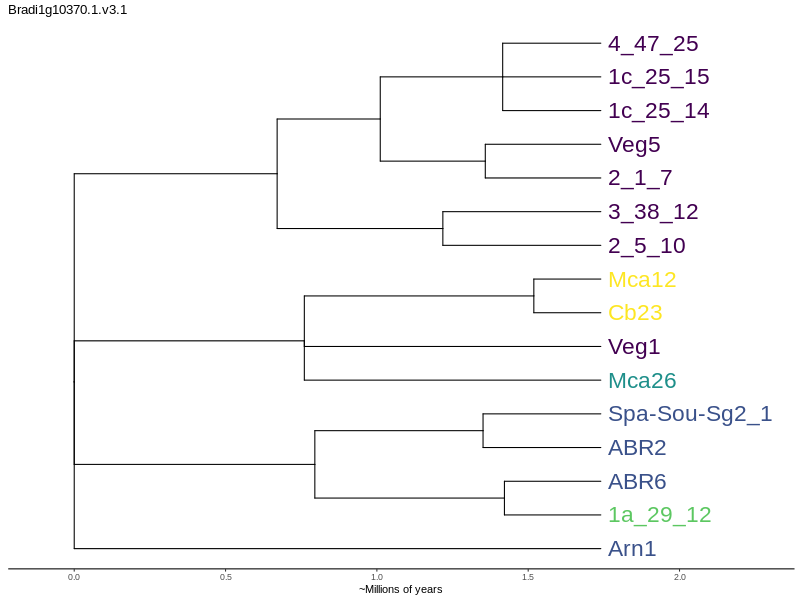 Bradi1g10370.1.v3.1
4_47_25
1c_25_15
1c_25_14
Veg5
2_1_7
3_38_12
2_5_10
Mca12
Cb23
Veg1
Mca26
Spa-Sou-Sg2_1
ABR2
ABR6
1a_29_12
Arn1
0.0 0.5 1.0 1.5 2.0
~Millions of years